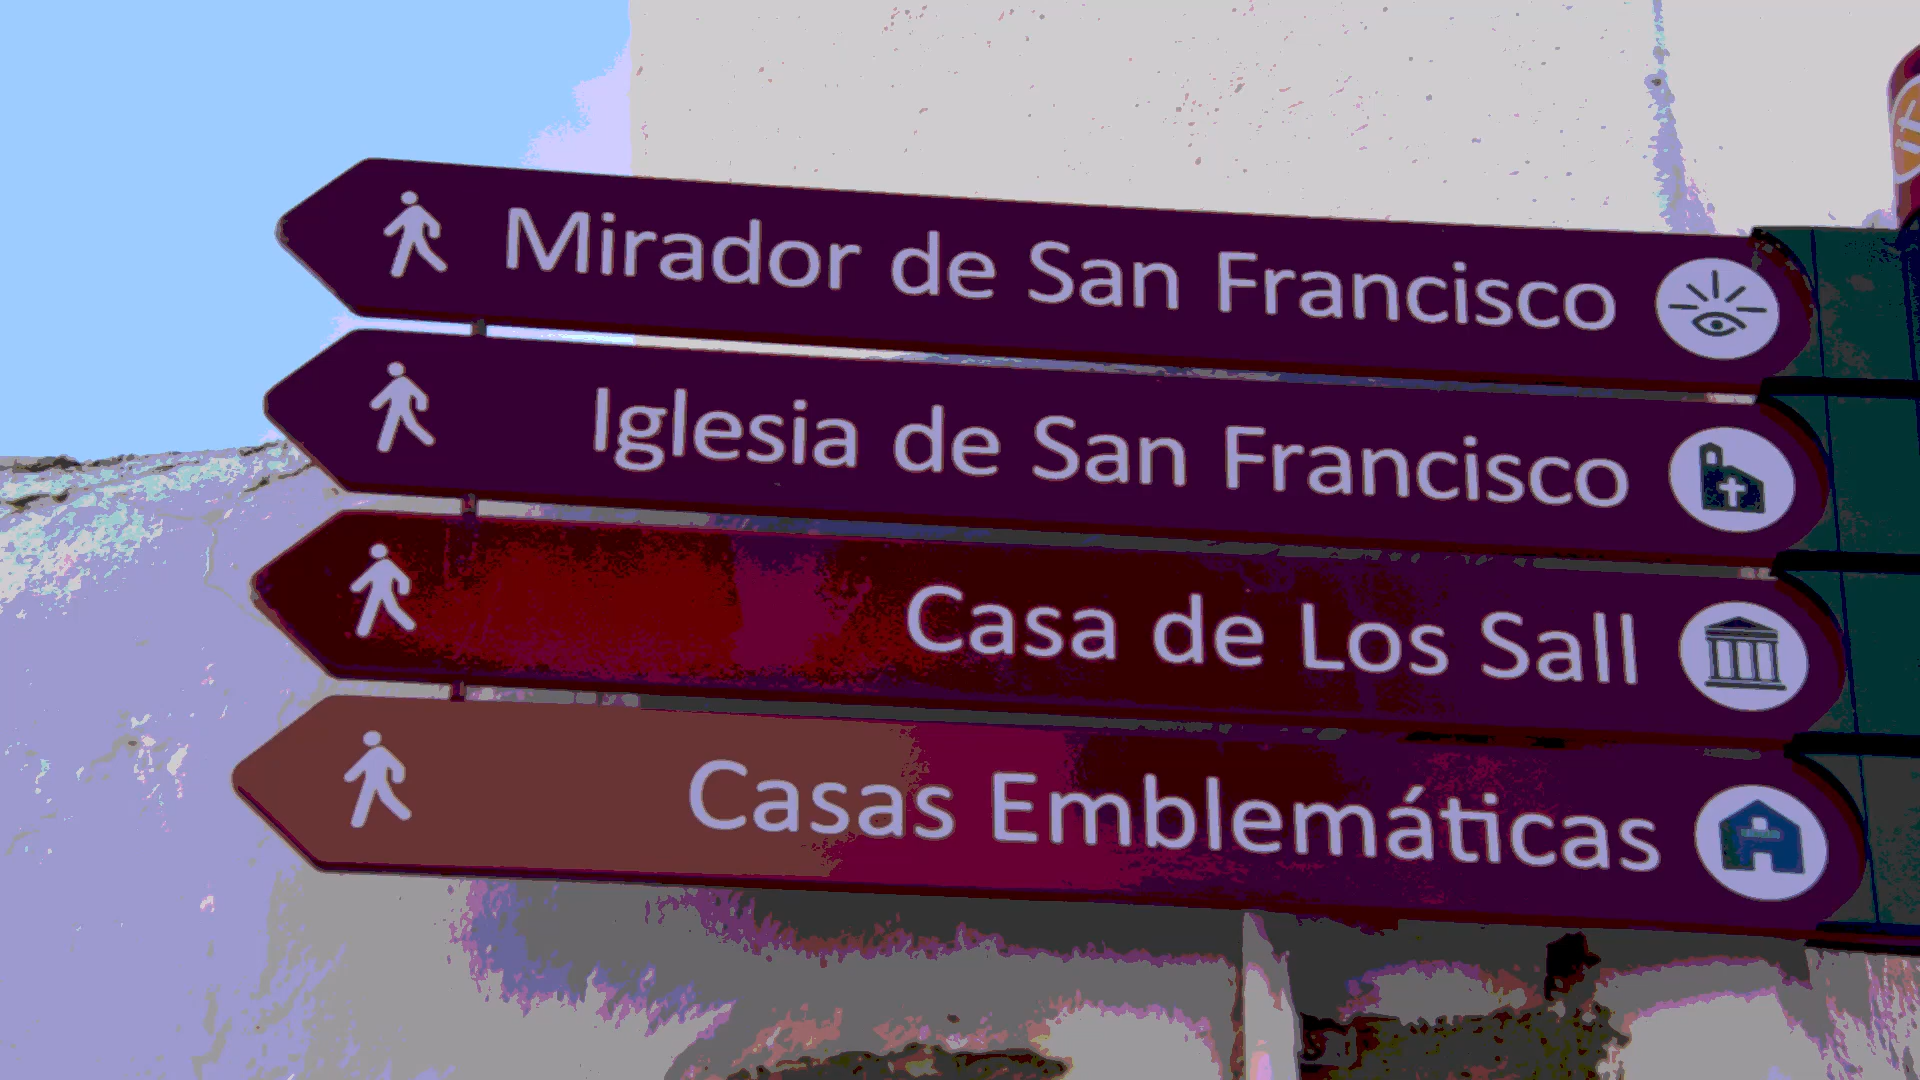 Mirador de San Francisco
Iglesia de San Francisco
Casa de Los Sall
Casas Emblemáticas